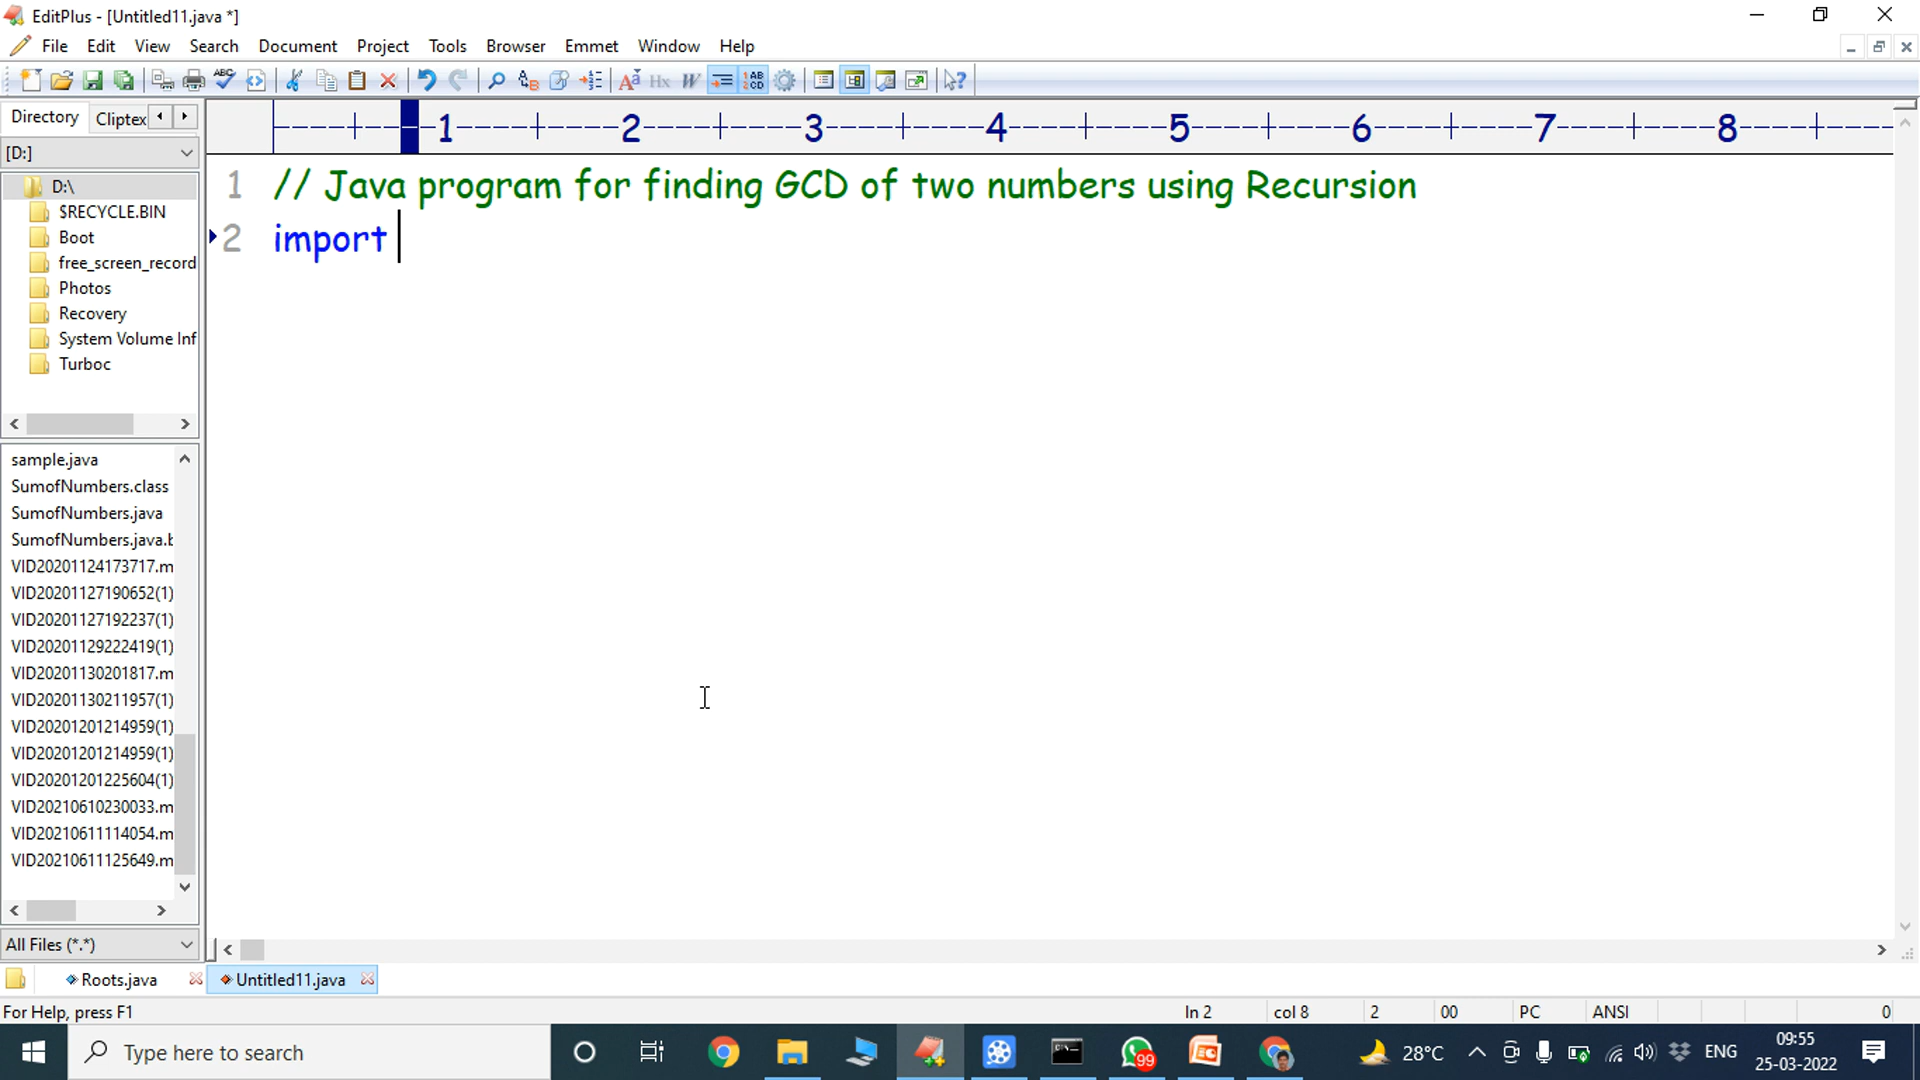 EditPlus - [Untitled11.java *]
File Edit View Search Document Project Tools Browser Emmet Window Help
Directory Cliptex
[D:]
D:\
$RECYCLE.BIN
Boot
free_screen_record
Photos
Recovery
System Volume Inf
Turboc
sample.java
SumofNumbers.class
SumofNumbers.java
SumofNumbers.java.b
VID20201124173717.m
VID20201127190652(1)
VID20201127192237(1)
VID20201129222419(1)
VID20201130201817.m
VID20201130211957(1)
VID20201201214959(1)
VID20201201214959(1)
VID20201201225604(1)
VID20210610230033.m
VID20210611114054.m
VID20210611125649.m
All Files (*.*)
1 2 3 4 5 6 7 8
1 // Java program for finding GCD of two numbers using Recursion
2 import
Roots.java Untitled11.java
For Help, press F1 ln 2 col 8 2 00 PC ANSI 0
Type here to search 99 28°C ENG 09:55
25-03-2022